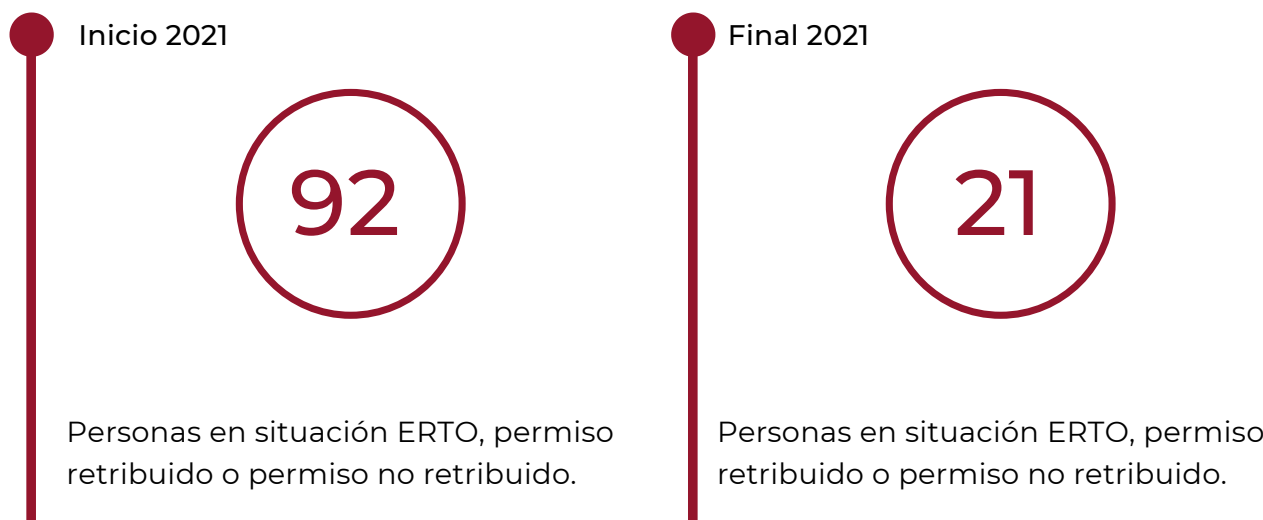 Inicio 2021
92
Personas en situación ERTO, permiso
retribuido o permiso no retribuido.
Final 2021
21
Personas en situación ERTO, permiso
retribuido o permiso no retribuido.